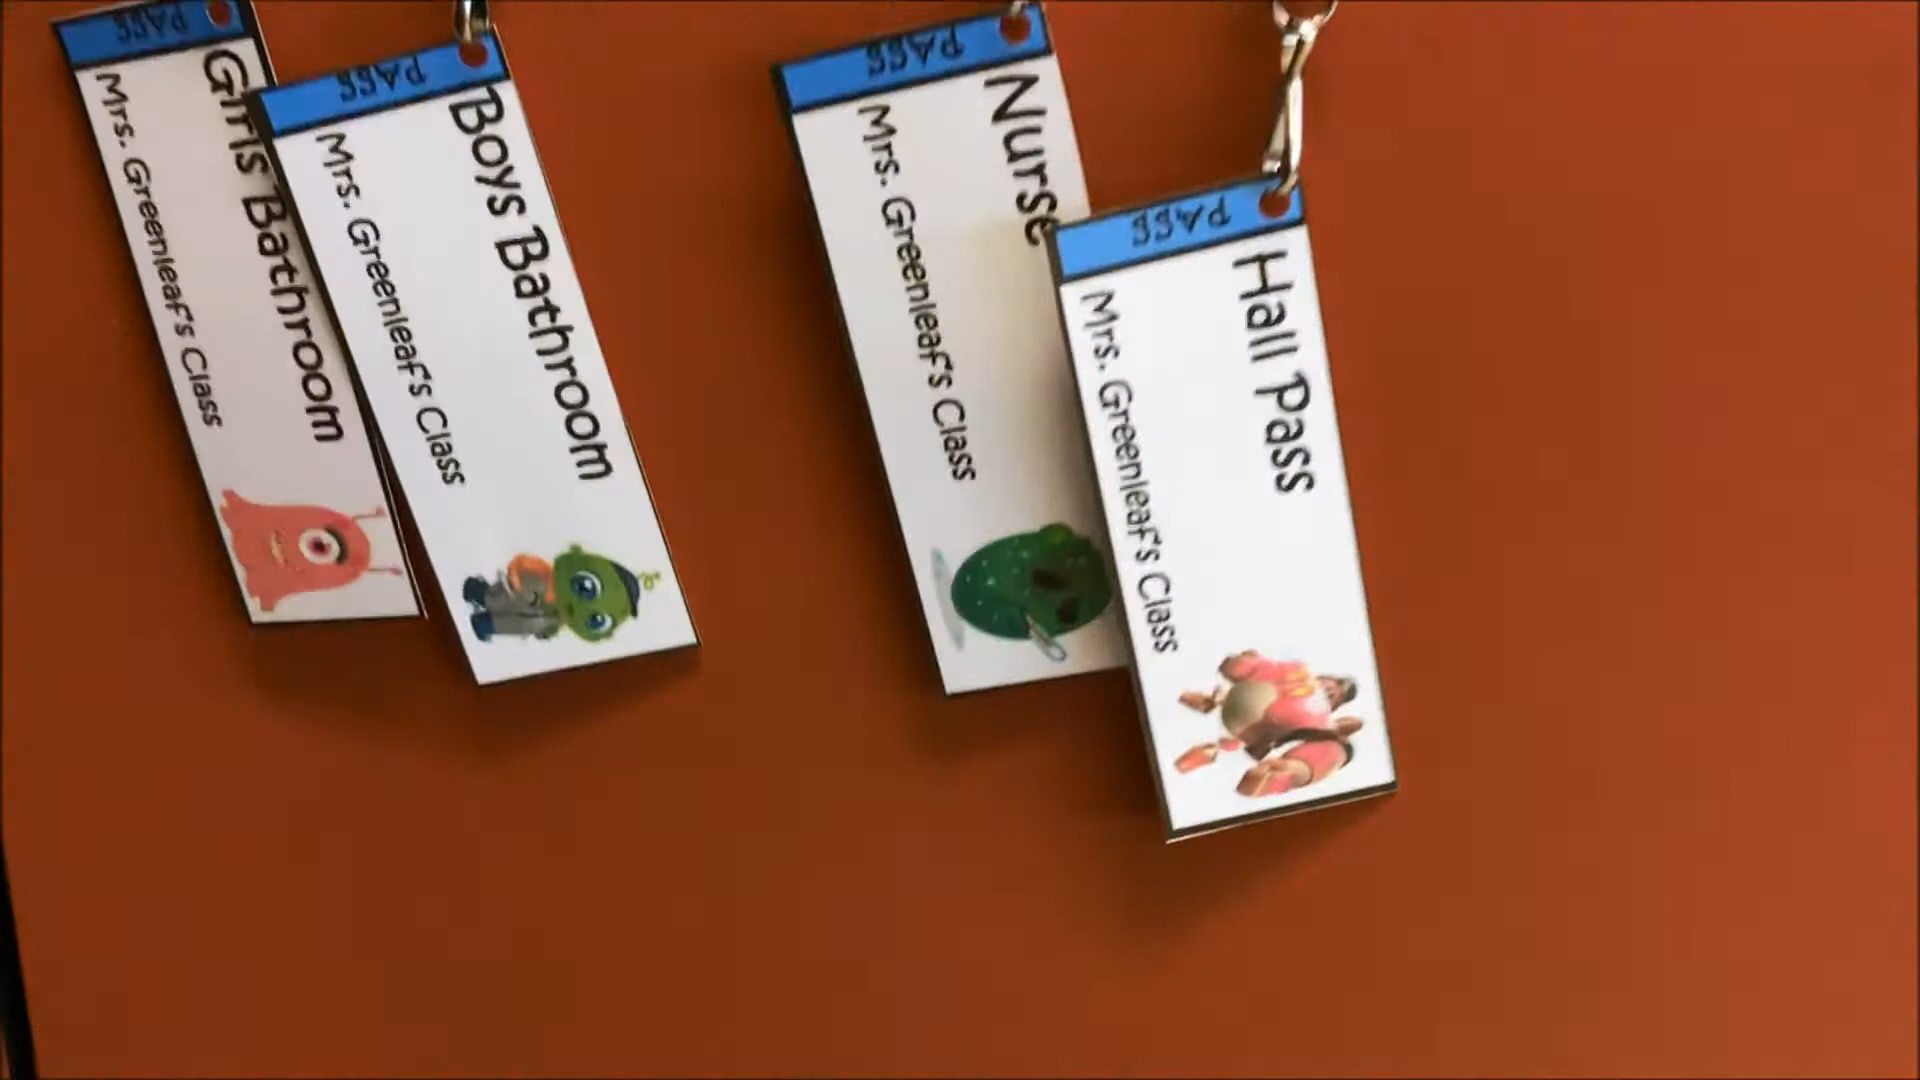 PASS
Girls Bathroom
Mrs. Greenleaf's Class
PASS
Boys Bathroom
Mrs. Greenleaf's Class
PASS
Nurse
Mrs. Greenleaf's Class
PASS
Hall Pass
Mrs. Greenleaf's Class